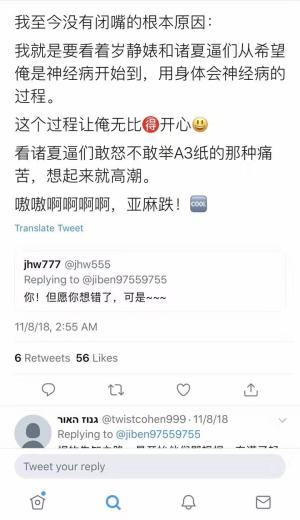 我至今没有闭嘴的根本原因：
我就是要看着岁静婊和诸夏逼们从希望
俺是神经病开始到，用身体会神经病的
过程。
这个过程让俺无比🉐开心😃
看诸夏逼们敢怒不敢举A3纸的那种痛
苦，想起来就高潮。
嗷嗷啊啊啊啊，亚麻跌！🆒
Translate Tweet
jhw777 @jhw555
Replying to @jiben97559755
你！但愿你想错了，可是~~~
11/8/18, 2:55 AM
6 Retweets 56 Likes
גנוז האור @twistcohen999 · 11/8/18
Replying to @jiben97559755
Tweet your reply